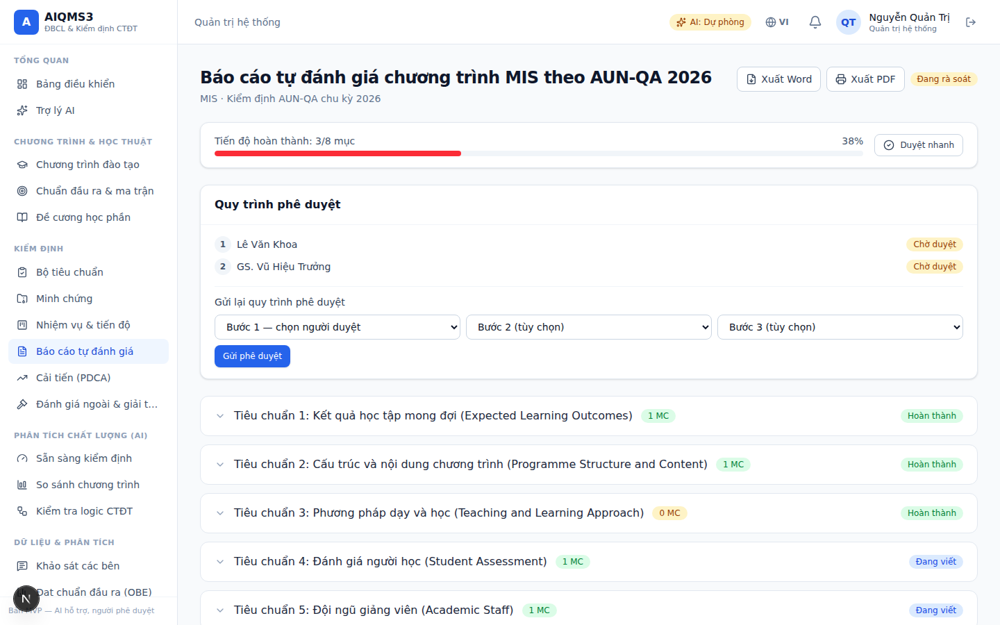 A
AIQMS3
ĐBCL & Kiểm định CTĐT
TỔNG QUAN
Bảng điều khiển
Trợ lý AI
CHƯƠNG TRÌNH & HỌC THUẬT
Chương trình đào tạo
Chuẩn đầu ra & ma trận
Đề cương học phần
KIỂM ĐỊNH
Bộ tiêu chuẩn
Minh chứng
Nhiệm vụ & tiến độ
Báo cáo tự đánh giá
Cải tiến (PDCA)
Đánh giá ngoài & giải t...
PHÂN TÍCH CHẤT LƯỢNG (AI)
Sẵn sàng kiểm định
So sánh chương trình
Kiểm tra logic CTĐT
DỮ LIỆU & PHÂN TÍCH
Khảo sát các bên
Đạt chuẩn đầu ra (OBE)
N
MVP — AI hỗ trợ, người phê duyệt
Quản trị hệ thống
AI: Dự phòng
VI
QT
Nguyễn Quản Trị
Quản trị hệ thống
Báo cáo tự đánh giá chương trình MIS theo AUN-QA 2026
MIS · Kiểm định AUN-QA chu kỳ 2026
Xuất Word
Xuất PDF
Đang rà soát
Tiến độ hoàn thành: 3/8 mục
38%
Duyệt nhanh
Quy trình phê duyệt
1 Lê Văn Khoa Chờ duyệt
2 GS. Vũ Hiệu Trưởng Chờ duyệt
Gửi lại quy trình phê duyệt
Bước 1 — chọn người duyệt
Bước 2 (tùy chọn)
Bước 3 (tùy chọn)
Gửi phê duyệt
Tiêu chuẩn 1: Kết quả học tập mong đợi (Expected Learning Outcomes) 1 MC Hoàn thành
Tiêu chuẩn 2: Cấu trúc và nội dung chương trình (Programme Structure and Content) 1 MC Hoàn thành
Tiêu chuẩn 3: Phương pháp dạy và học (Teaching and Learning Approach) 0 MC Hoàn thành
Tiêu chuẩn 4: Đánh giá người học (Student Assessment) 1 MC Đang viết
Tiêu chuẩn 5: Đội ngũ giảng viên (Academic Staff) 1 MC Đang viết